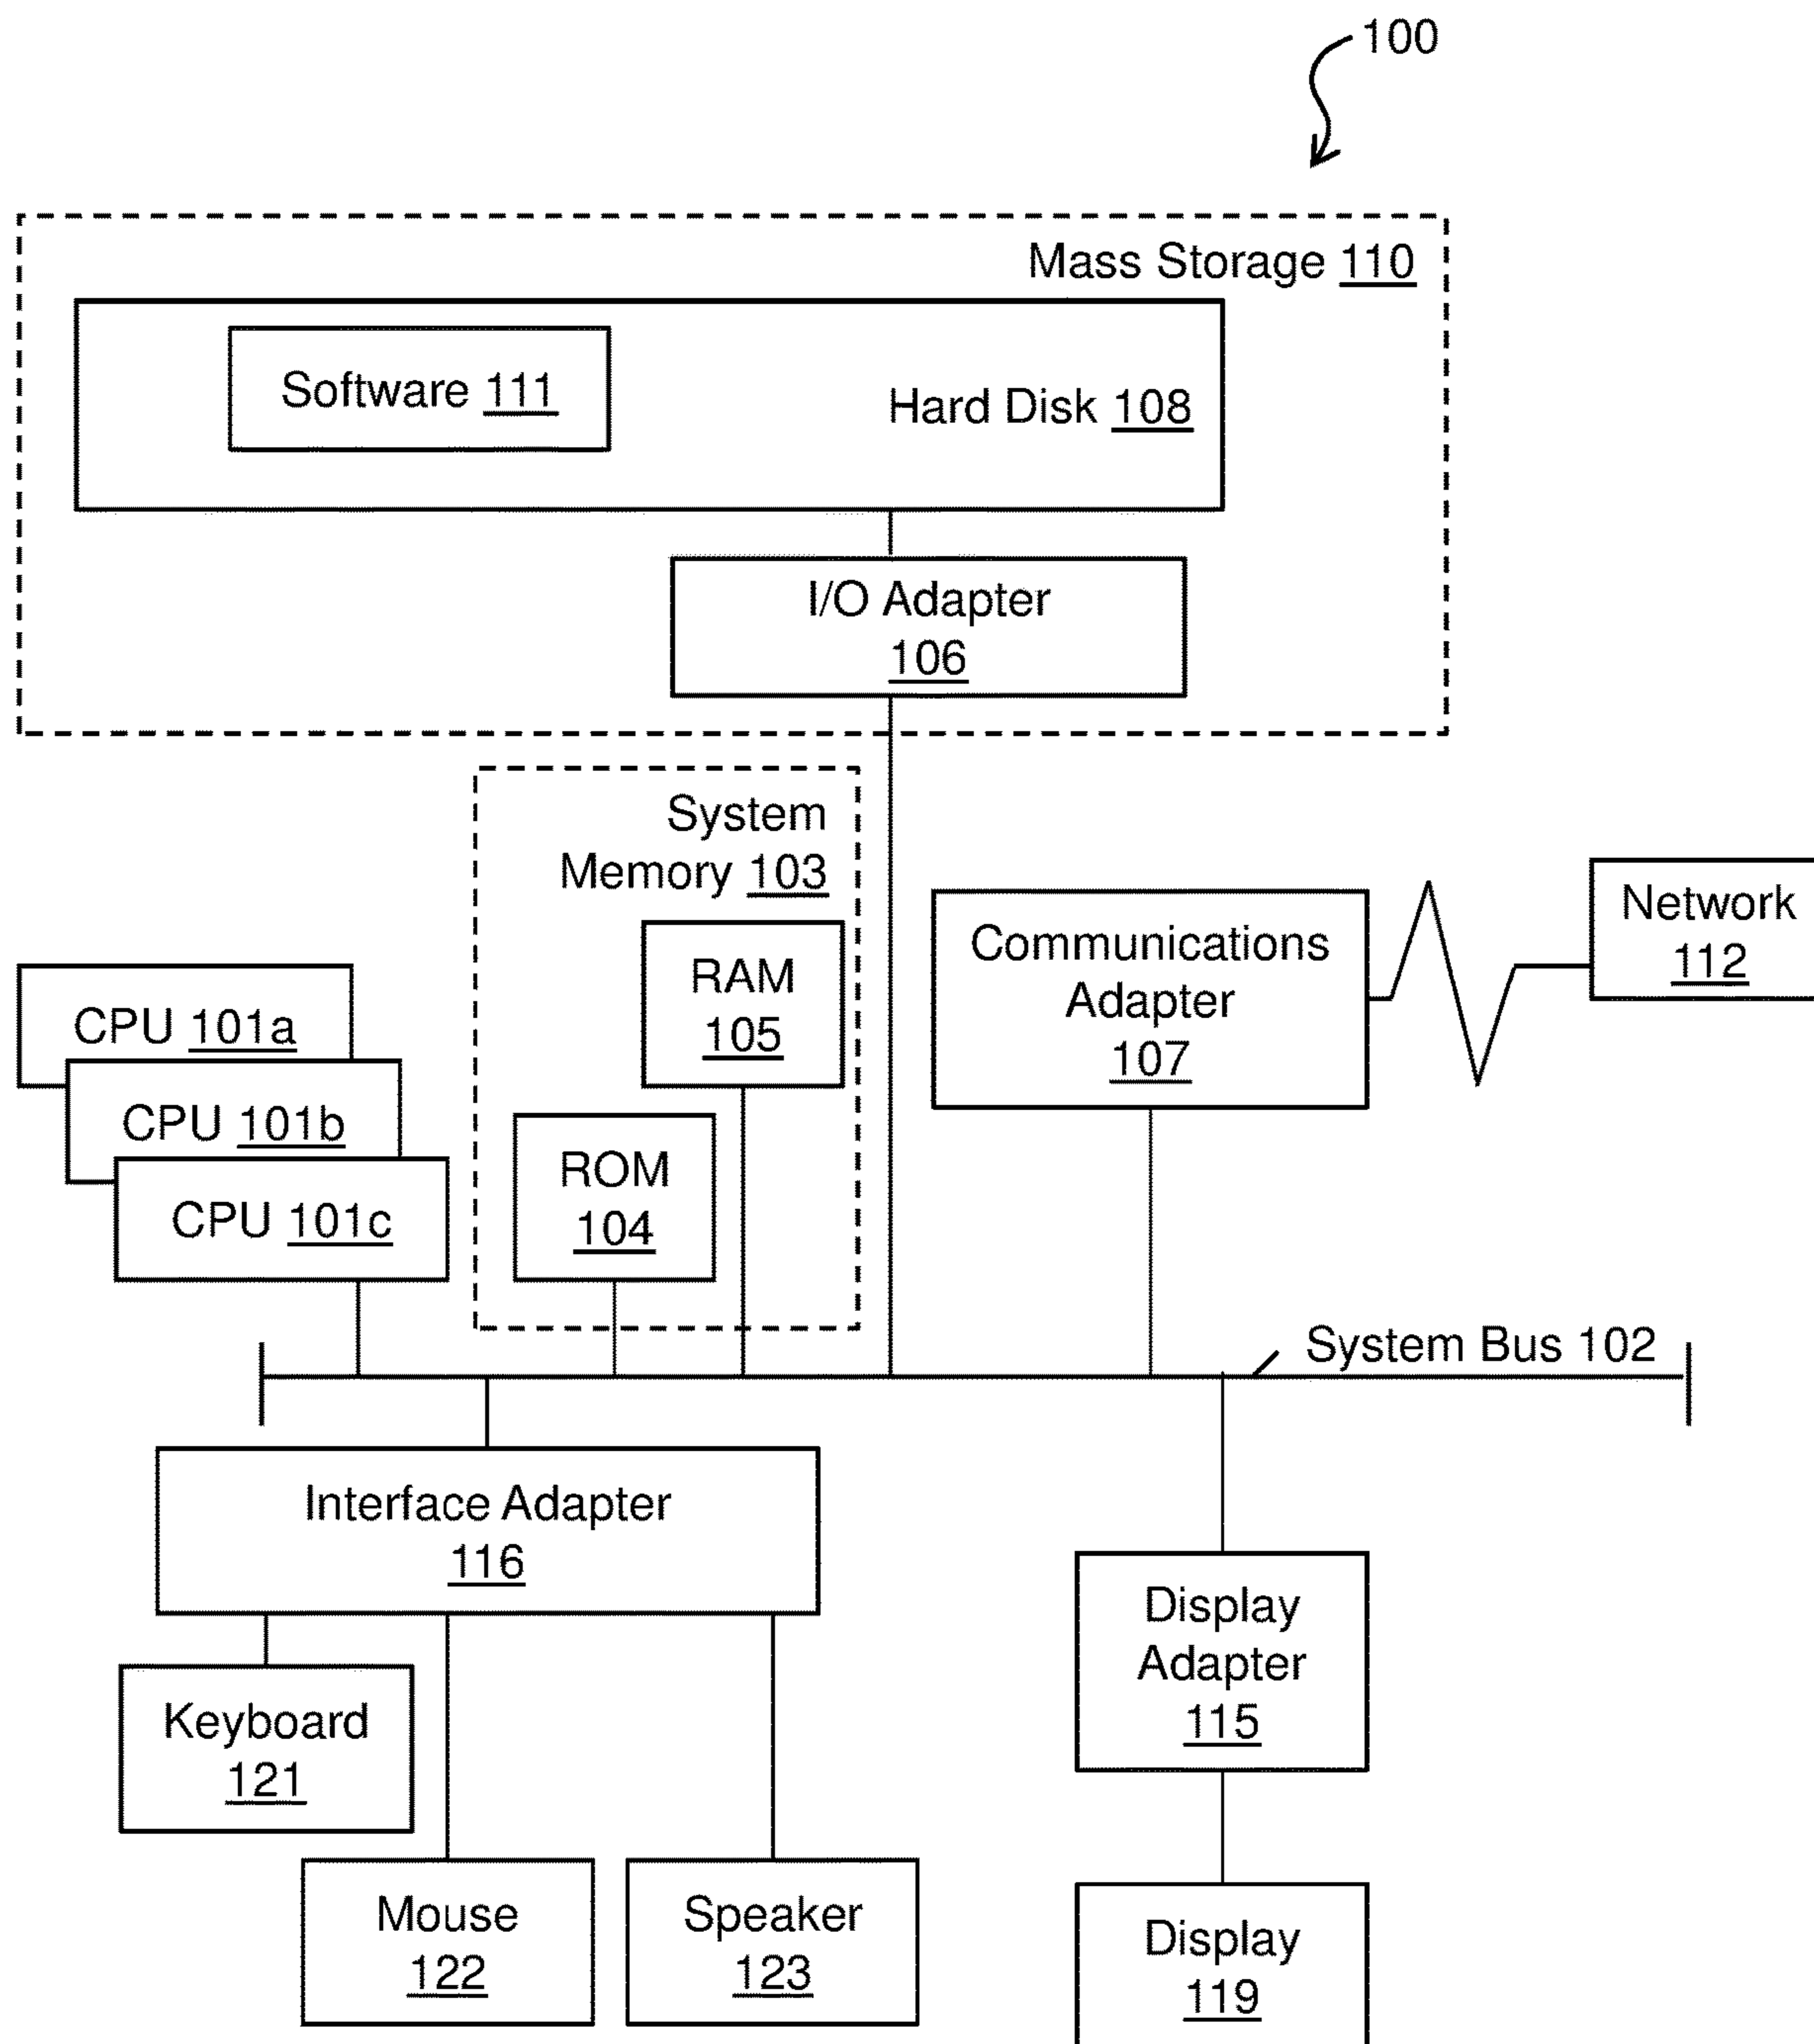 100
Mass Storage 110
Software 111
Hard Disk 108
I/O Adapter
106
System
Memory 103
RAM
105
ROM
104
Communications
Adapter
107
Network
112
CPU 101a
CPU 101b
CPU 101c
System Bus 102
Interface Adapter
116
Keyboard
121
Mouse
122
Speaker
123
Display
Adapter
115
Display
119